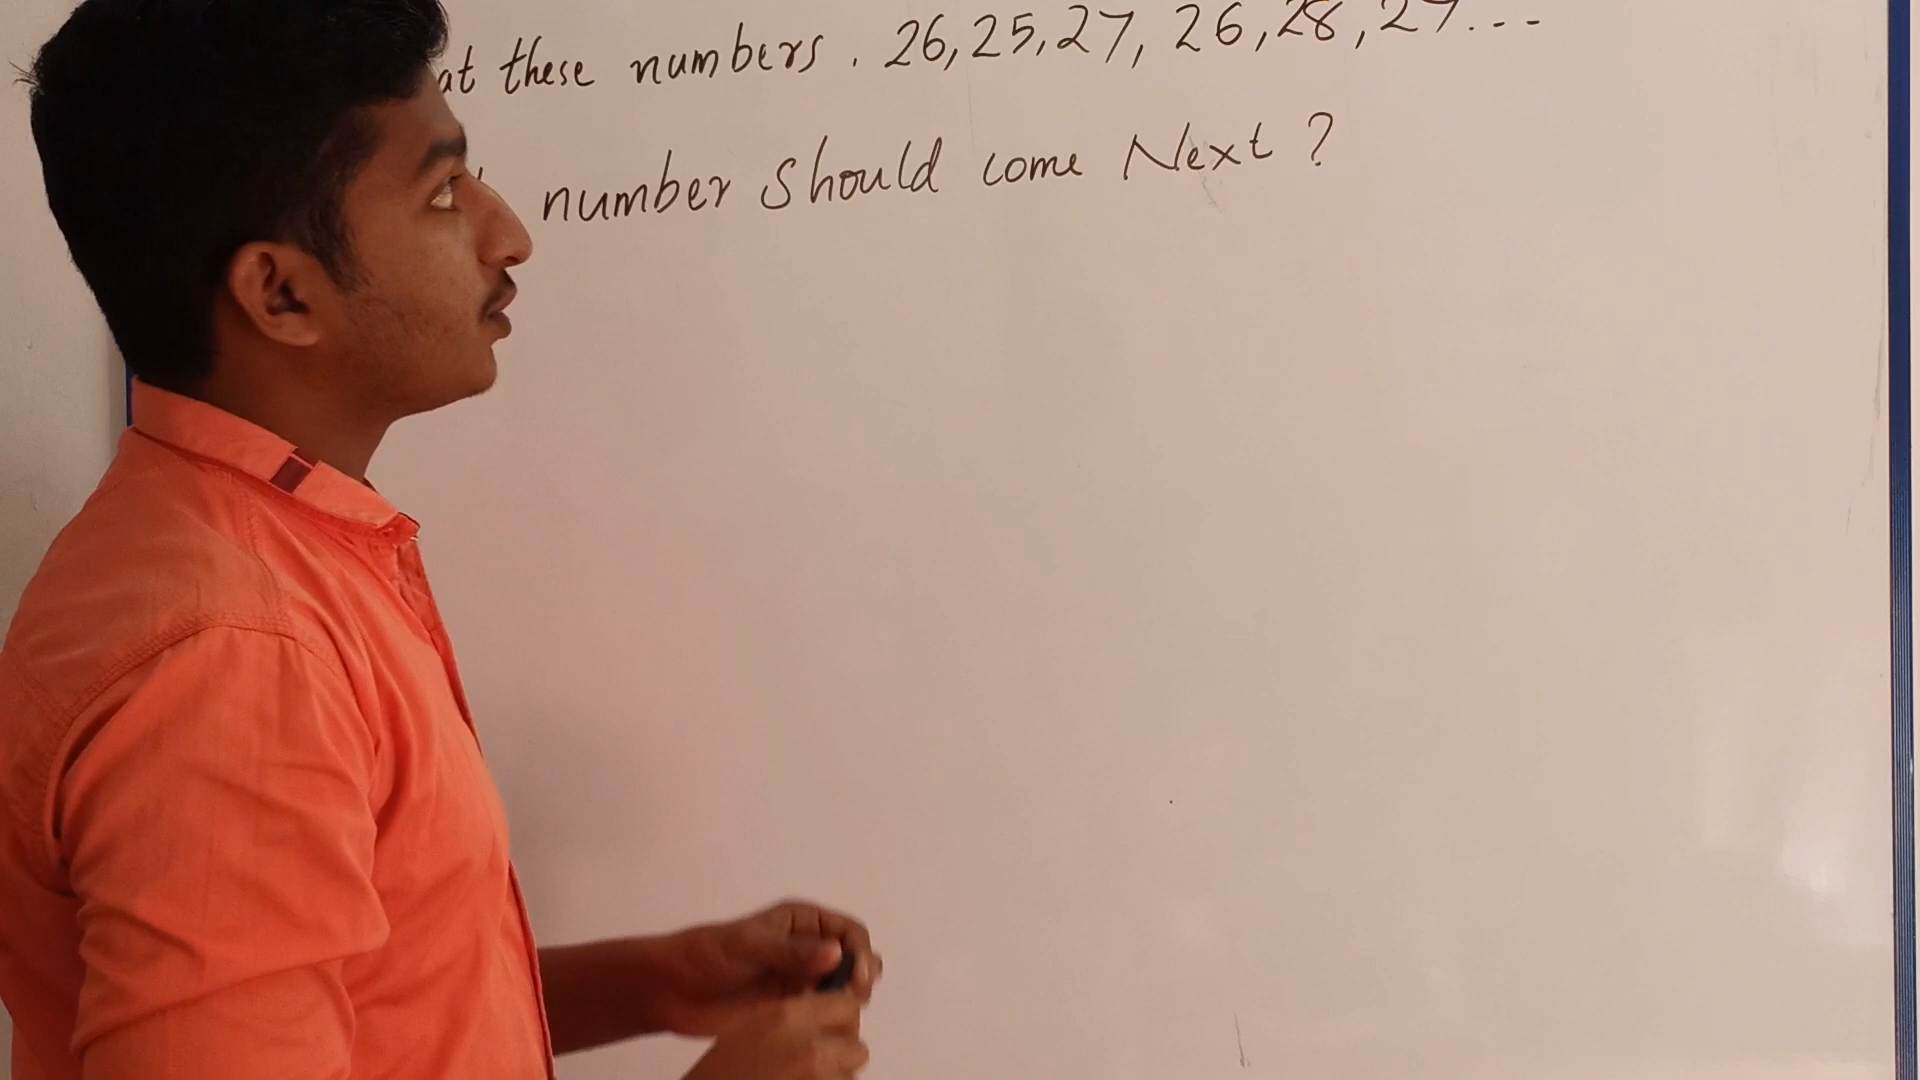 at these numbers. 26, 25, 27, 26, 28, 27...
number should come Next ?